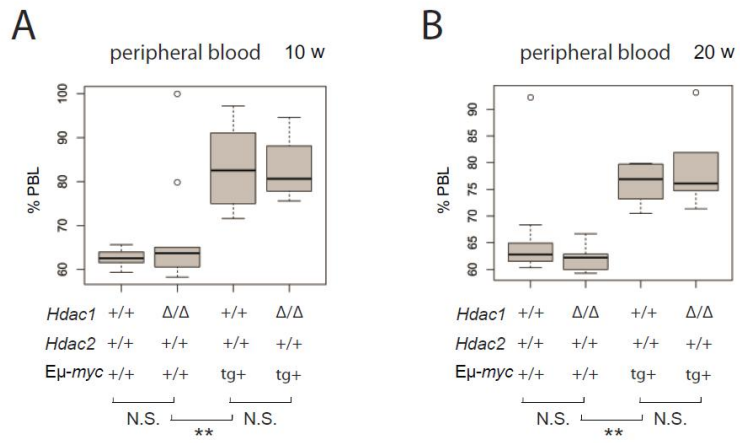 A
peripheral blood 10 w
% PBL
100
90
80
70
60
Hdac1 +/+ Δ/Δ +/+ Δ/Δ
Hdac2 +/+ +/+ +/+ +/+
Eμ-myc +/+ +/+ tg+ tg+
N.S. N.S.
**
B
peripheral blood 20 w
% PBL
90
85
80
75
70
65
60
Hdac1 +/+ Δ/Δ +/+ Δ/Δ
Hdac2 +/+ +/+ +/+ +/+
Eμ-myc +/+ +/+ tg+ tg+
N.S. N.S.
**